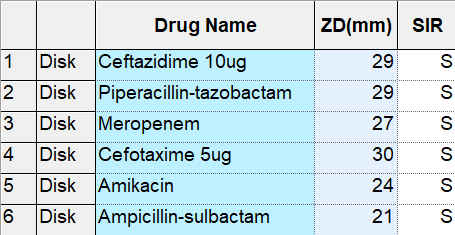 Drug Name ZD(mm) SIR
1 Disk Ceftazidime 10ug 29 S
2 Disk Piperacillin-tazobactam 29 S
3 Disk Meropenem 27 S
4 Disk Cefotaxime 5ug 30 S
5 Disk Amikacin 24 S
6 Disk Ampicillin-sulbactam 21 S